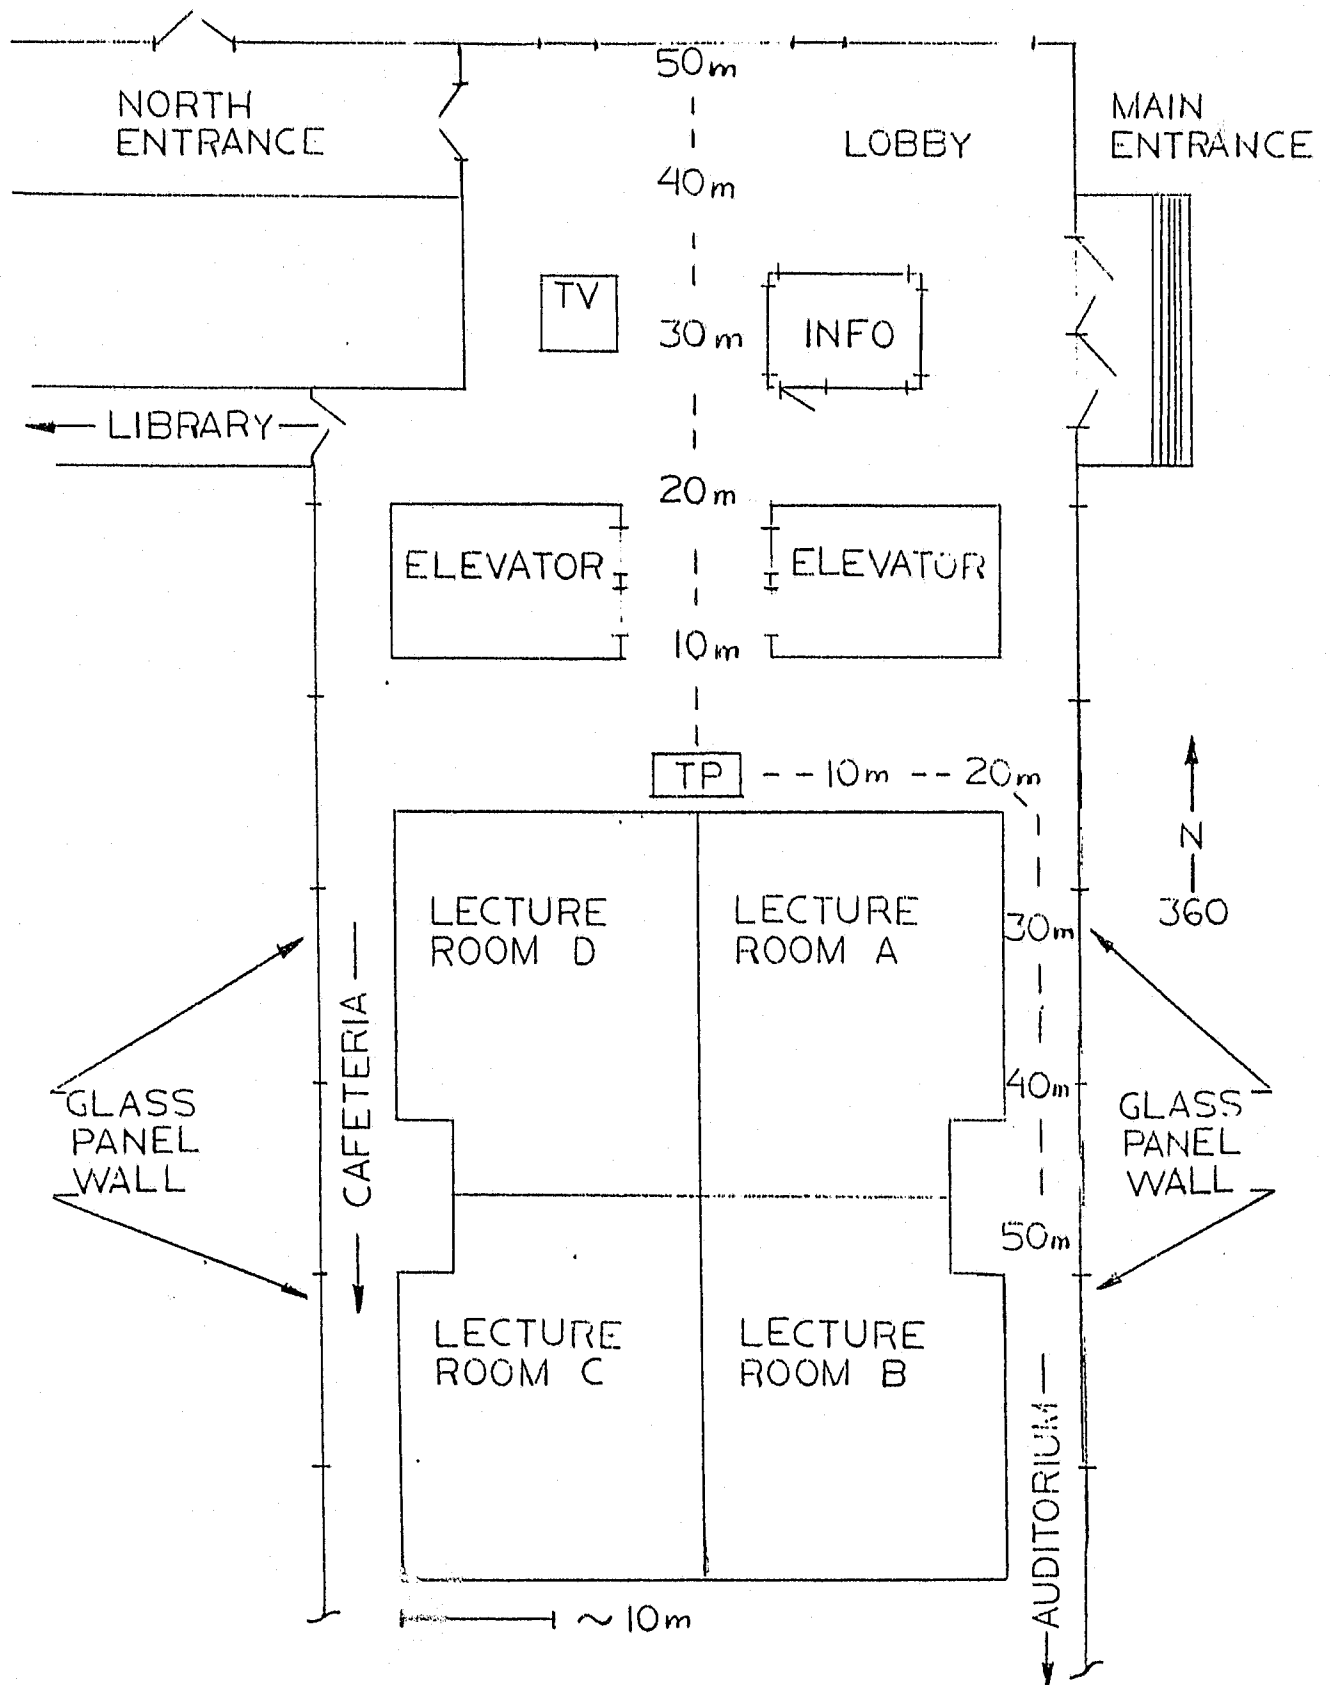 50m
NORTH
ENTRANCE
LOBBY
MAIN
ENTRANCE
40m
TV
30m
INFO
LIBRARY
20m
ELEVATOR
ELEVATOR
10m
TP
10m
20m
N
360
LECTURE
ROOM D
LECTURE
ROOM A
30m
CAFETERIA
40m
GLASS
PANEL
WALL
GLASS
PANEL
WALL
50m
LECTURE
ROOM C
LECTURE
ROOM B
AUDITORIUM
~10m